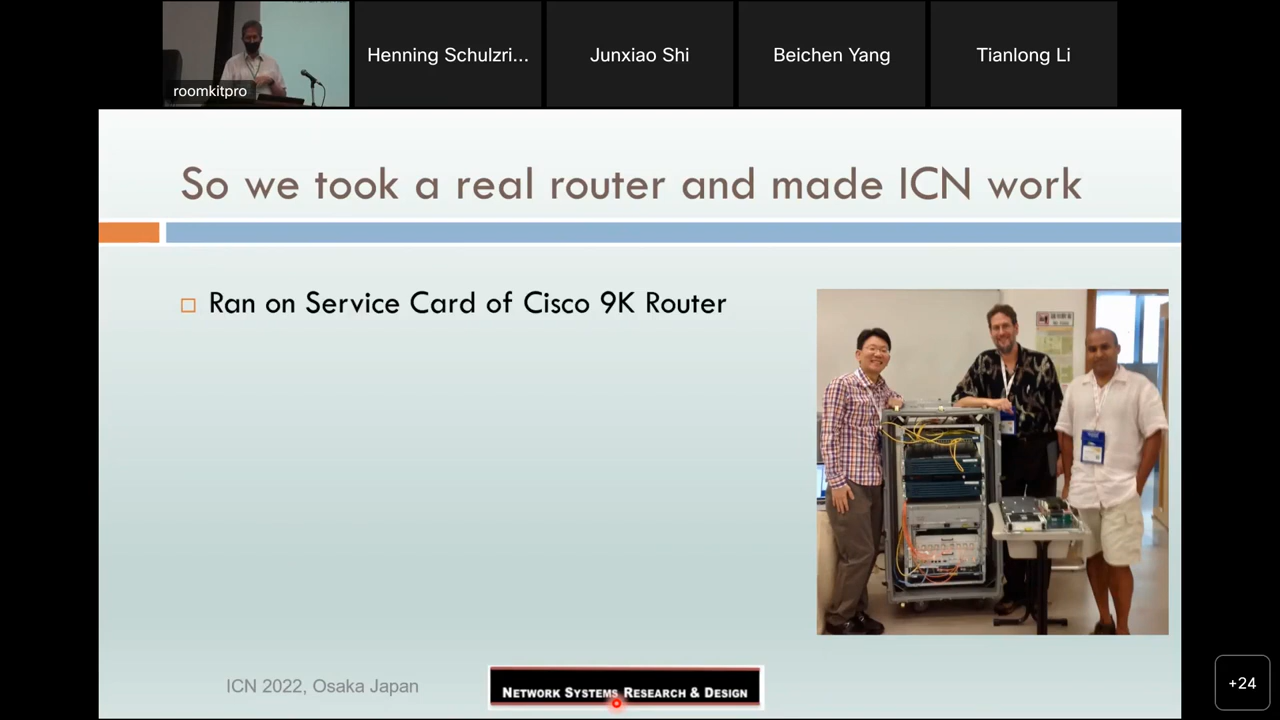 roomkitpro
Henning Schulzri...
Junxiao Shi
Beichen Yang
Tianlong Li
So we took a real router and made ICN work
Ran on Service Card of Cisco 9K Router
ICN 2022, Osaka Japan
NETWORK SYSTEMS RESEARCH & DESIGN
+24